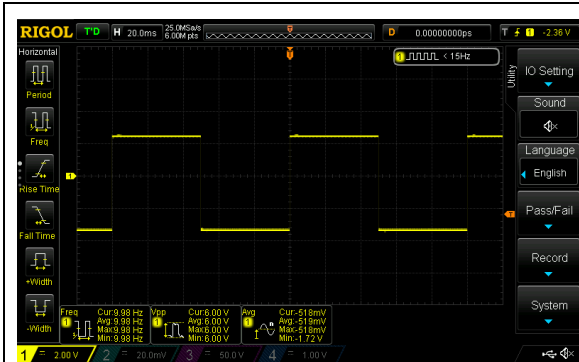 RIGOL T'D H 20.0ms 25.0MSa/s 6.00M pts D 0.00000000ps T 1 -2.36 V
Horizontal
1 < 15Hz
Period
Freq
Rise Time
Fall Time
+Width
-Width
Utility
IO Setting
Sound
Language
English
Pass/Fail
Record
System
T
1
T
Freq
1
Cur:9.98 Hz
Avg:9.98 Hz
Max:9.98 Hz
Min:9.98 Hz
Vpp
1
Cur:6.00 V
Avg:6.00 V
Max:6.00 V
Min:6.00 V
Avg
1
Cur:-518mV
Avg:-519mV
Max:-518mV
Min:-1.72 V
1 = 2.00 V 2 = 20.0mV 3 = 50.0 V 4 = 1.00 V